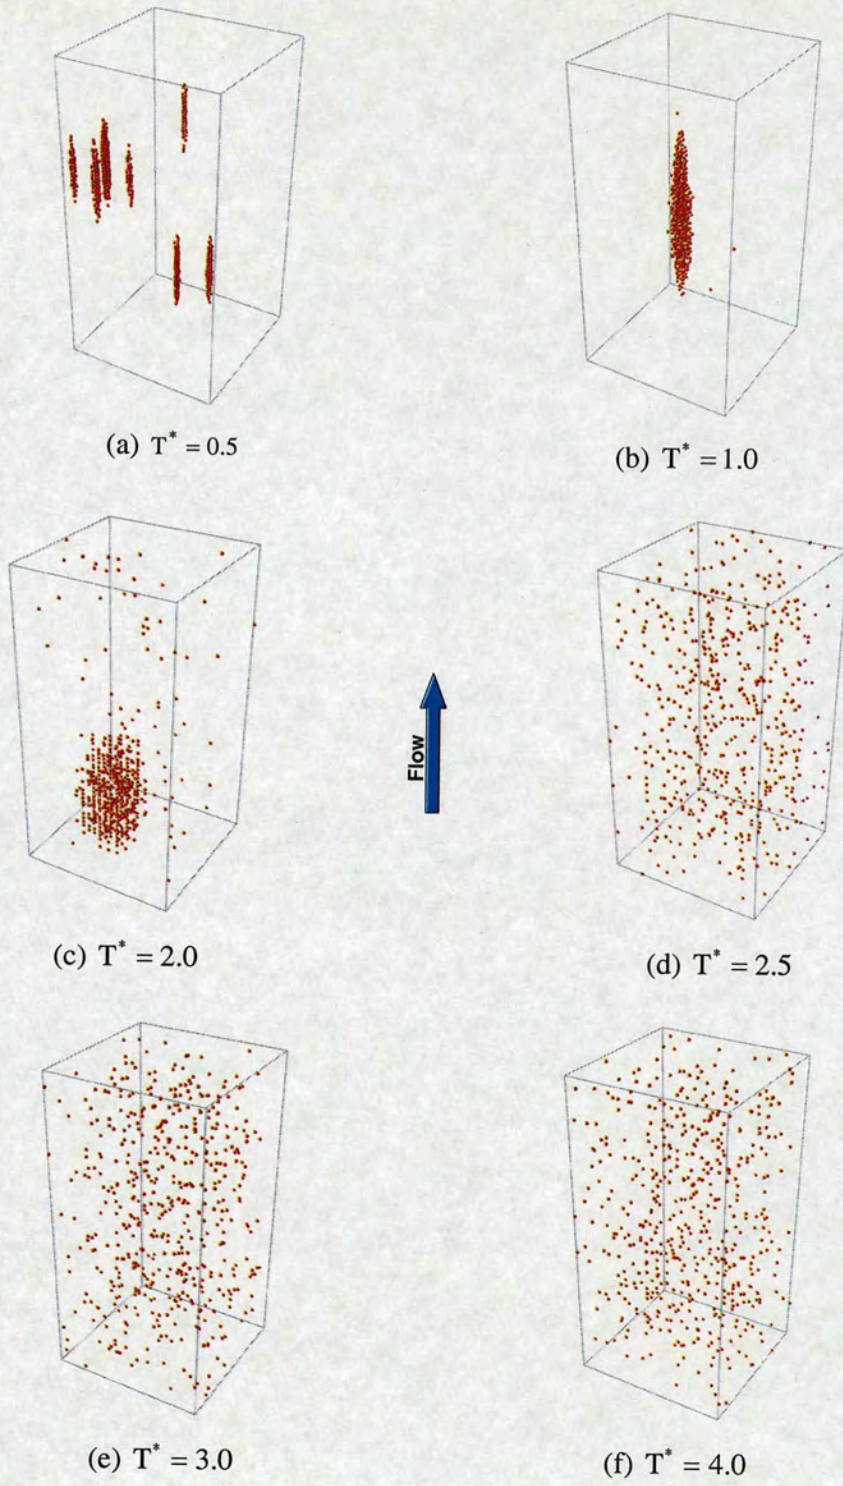 (a) T* = 0.5
(b) T* = 1.0
Flow
(c) T* = 2.0
(d) T* = 2.5
(e) T* = 3.0
(f) T* = 4.0